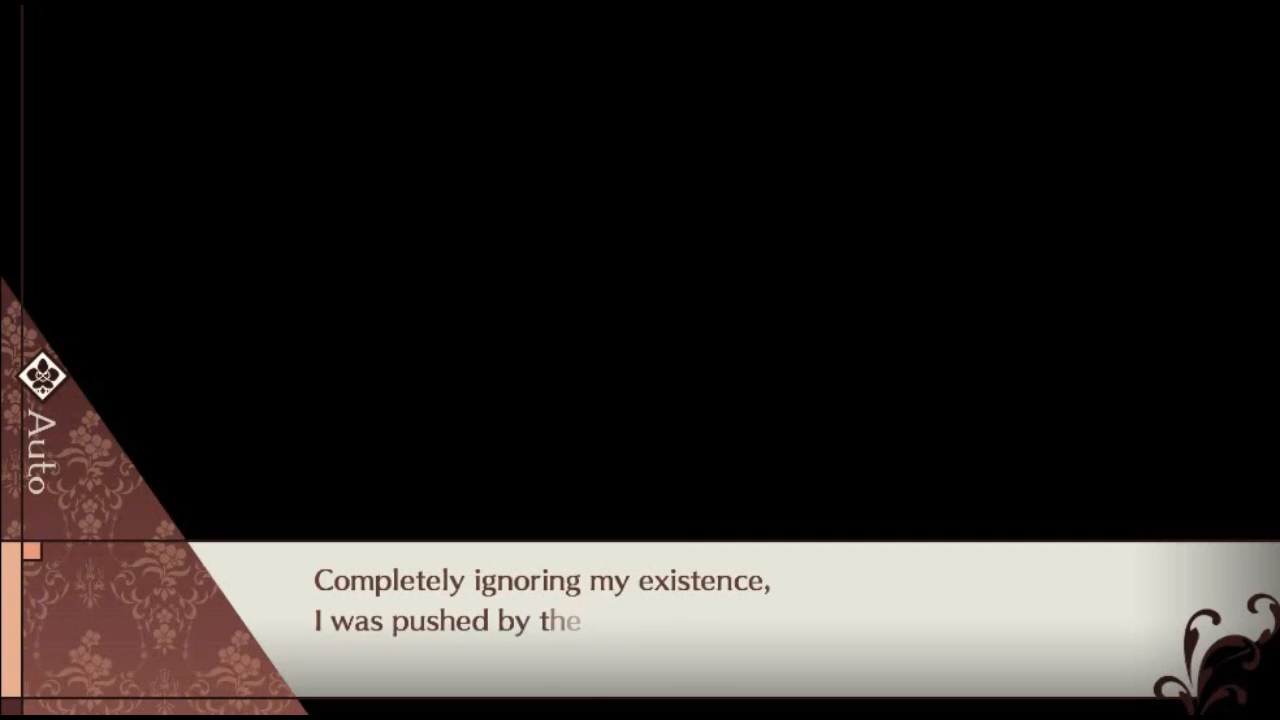 Auto
Completely ignoring my existence,
I was pushed by the